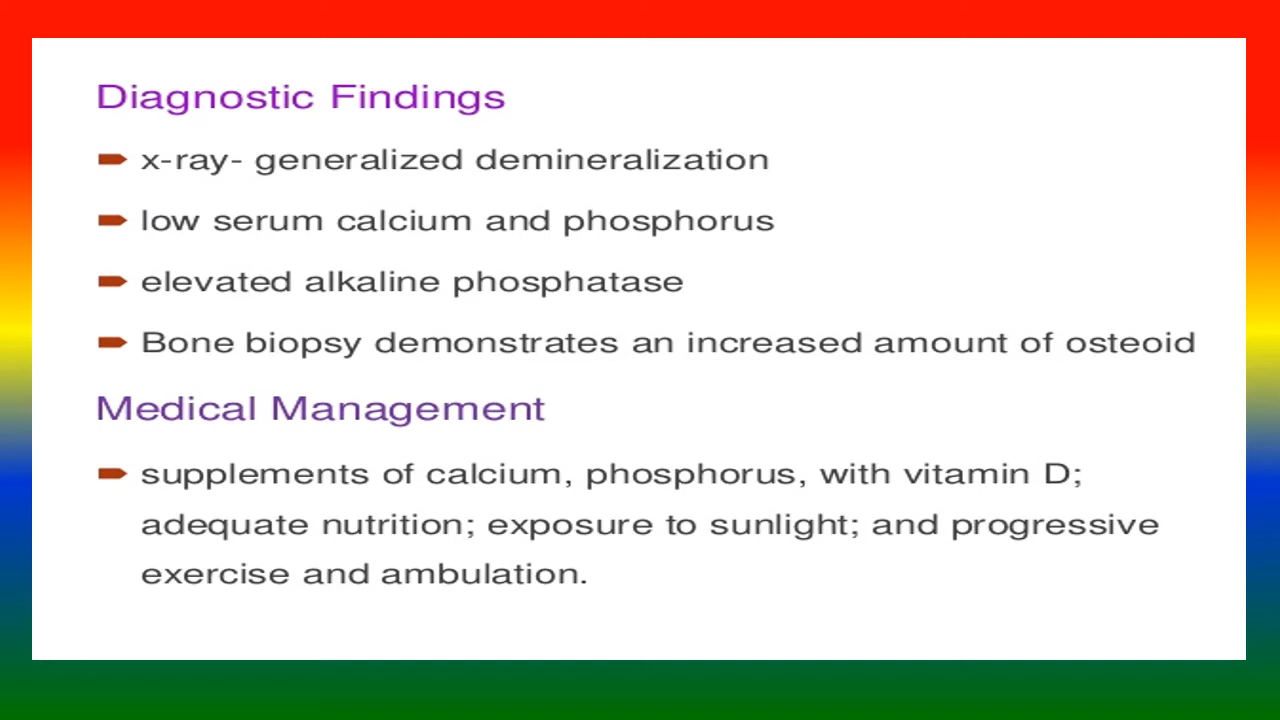 Diagnostic Findings
x-ray- generalized demineralization
low serum calcium and phosphorus
elevated alkaline phosphatase
Bone biopsy demonstrates an increased amount of osteoid
Medical Management
supplements of calcium, phosphorus, with vitamin D;
adequate nutrition; exposure to sunlight; and progressive
exercise and ambulation.